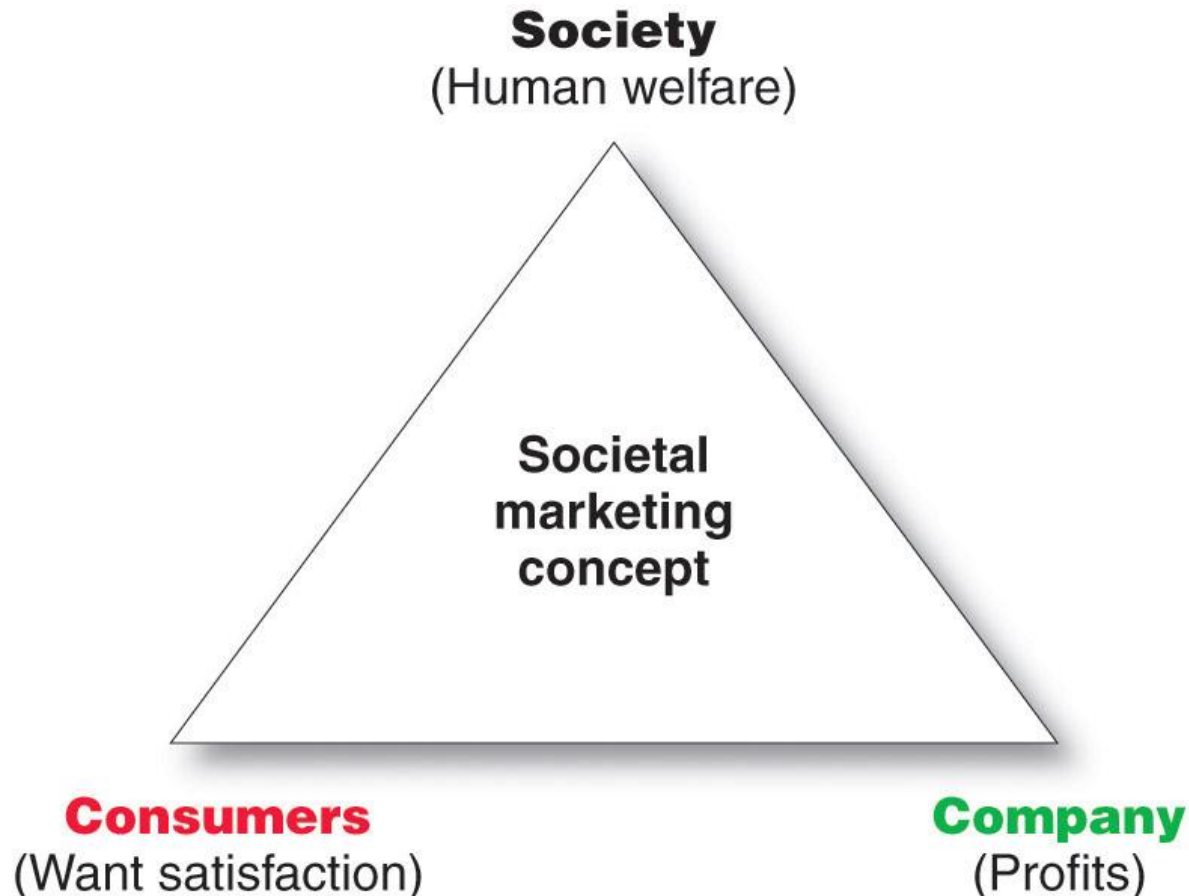 Society
(Human welfare)
Societal
marketing
concept
Consumers
(Want satisfaction)
Company
(Profits)